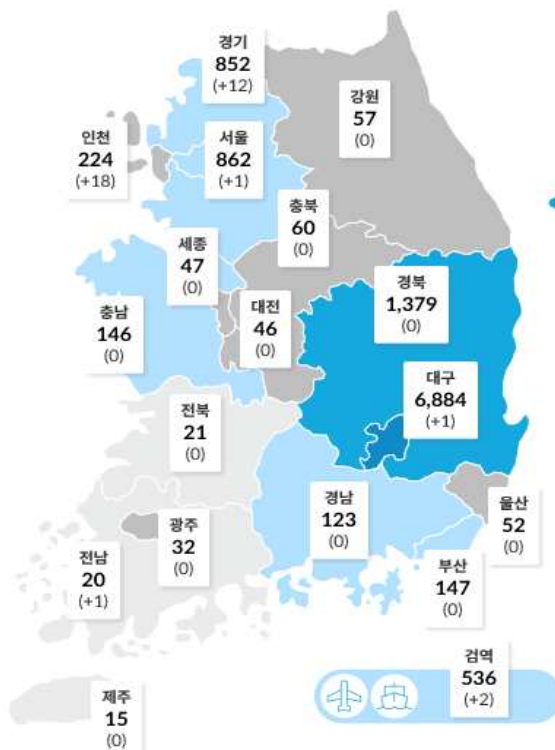 경기
852
(+12)
강원
57
(0)
인천
224
(+18)
서울
862
(+1)
충북
60
(0)
세종
47
(0)
경북
1,379
(0)
대전
46
(0)
충남
146
(0)
대구
6,884
(+1)
전북
21
(0)
경남
123
(0)
울산
52
(0)
광주
32
(0)
전남
20
(+1)
부산
147
(0)
검역
536
(+2)
제주
15
(0)